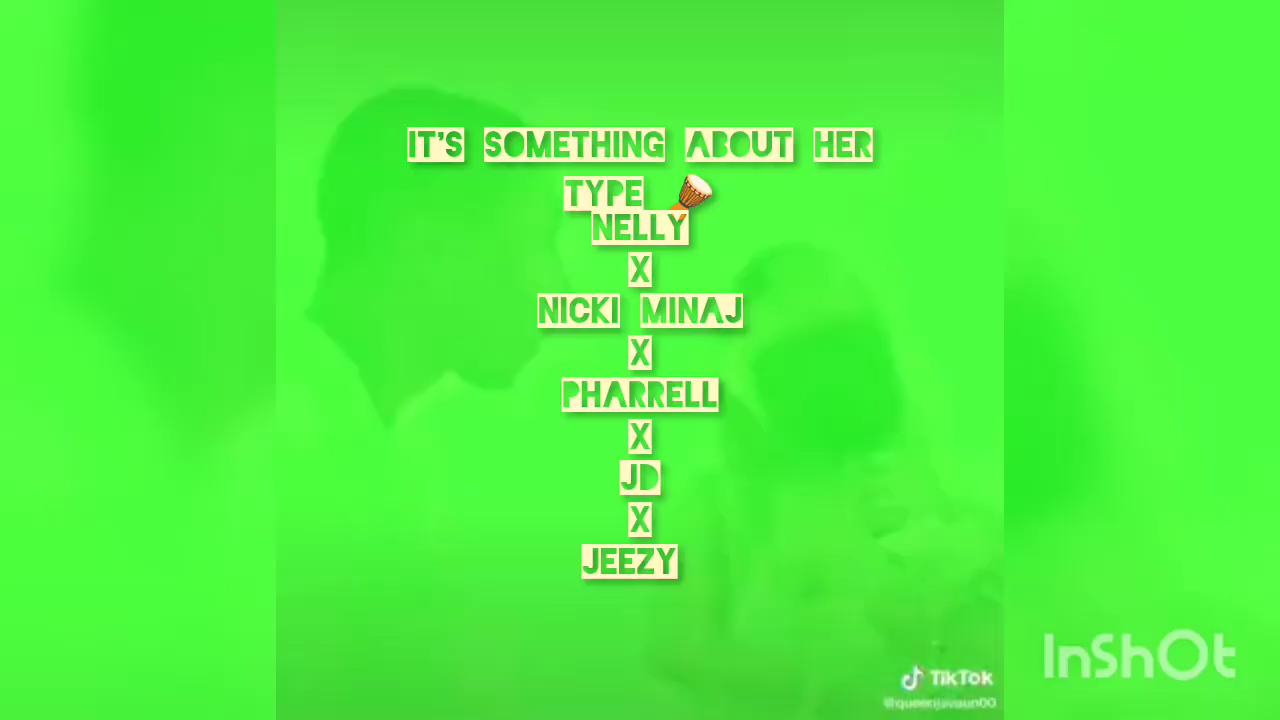 IT'S SOMETHING ABOUT HER
TYPE 🪘
NELLY
X
NICKI MINAJ
X
PHARRELL
X
JD
X
JEEZY
TikTok
InShOt